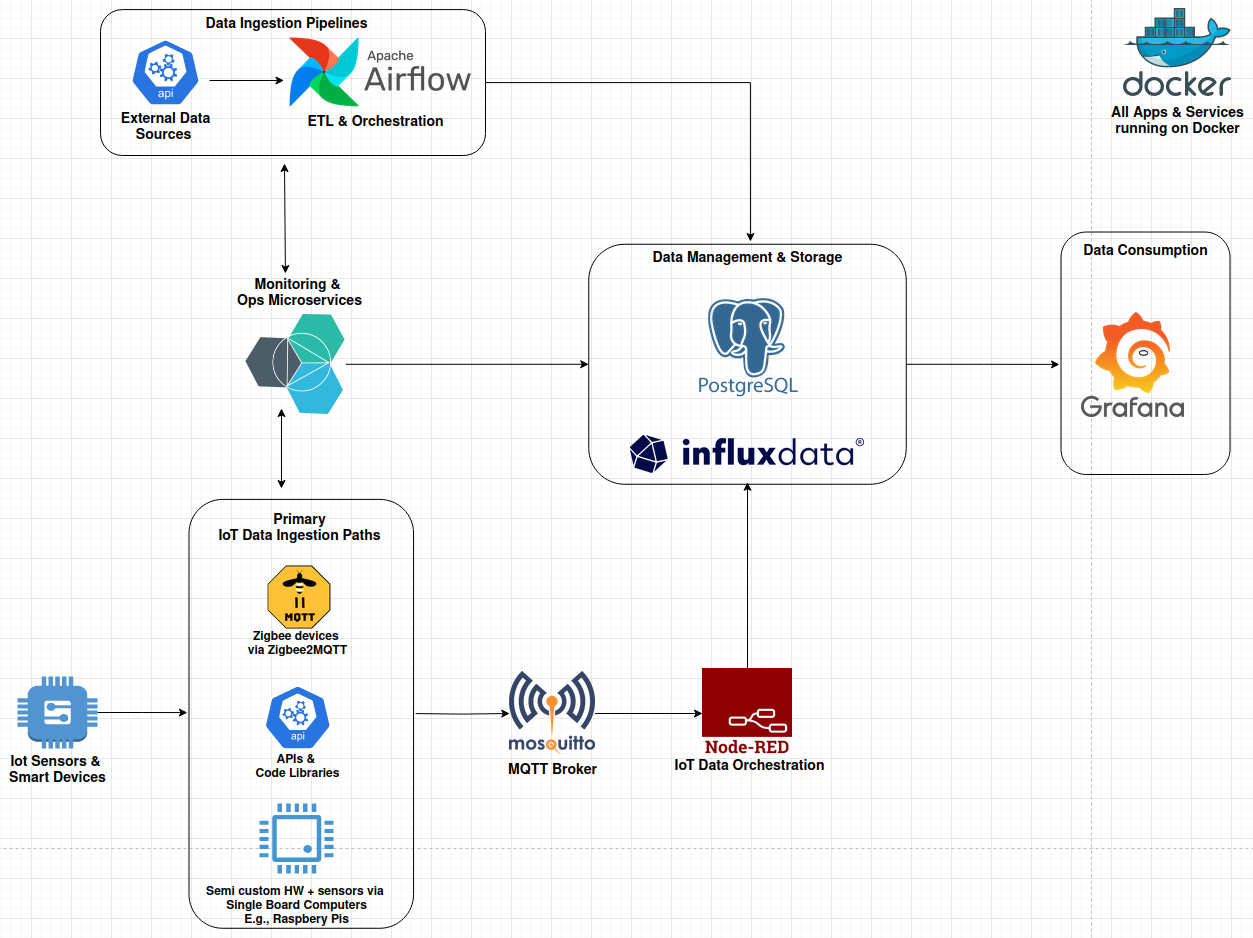 Data Ingestion Pipelines
api
External Data
Sources
Apache
Airflow
ETL & Orchestration
docker
All Apps & Services
running on Docker
Monitoring &
Ops Microservices
Data Management & Storage
PostgreSQL
influxdata®
Data Consumption
Grafana
Primary
IoT Data Ingestion Paths
MQTT
Zigbee devices
via Zigbee2MQTT
api
APIs &
Code Libraries
Semi custom HW + sensors via
Single Board Computers
E.g., Raspbery Pis
Iot Sensors &
Smart Devices
mosquitto
MQTT Broker
Node-RED
IoT Data Orchestration